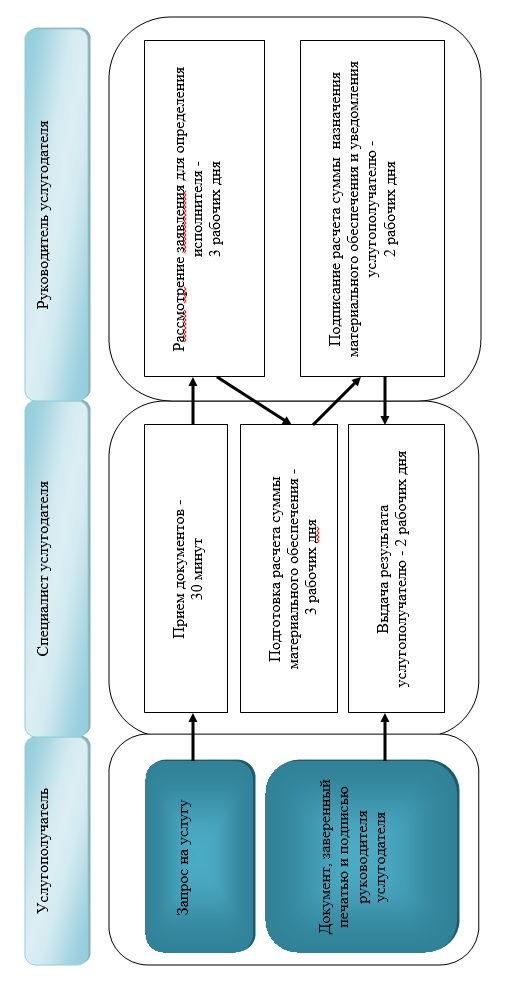 Услугополучатель
Специалист услугодателя
Руководитель услугодателя
Запрос на услугу
Прием документов -
30 минут
Рассмотрение заявления для определения
исполнителя -
3 рабочих дня
Подготовка расчета суммы
материального обеспечения -
3 рабочих дня
Подписание расчета суммы назначения
материального обеспечения и уведомления
услугополучателю -
2 рабочих дня
Документ, заверенный
печатью и подписью
руководителя
услугодателя
Выдача результата
услугополучателю - 2 рабочих дня